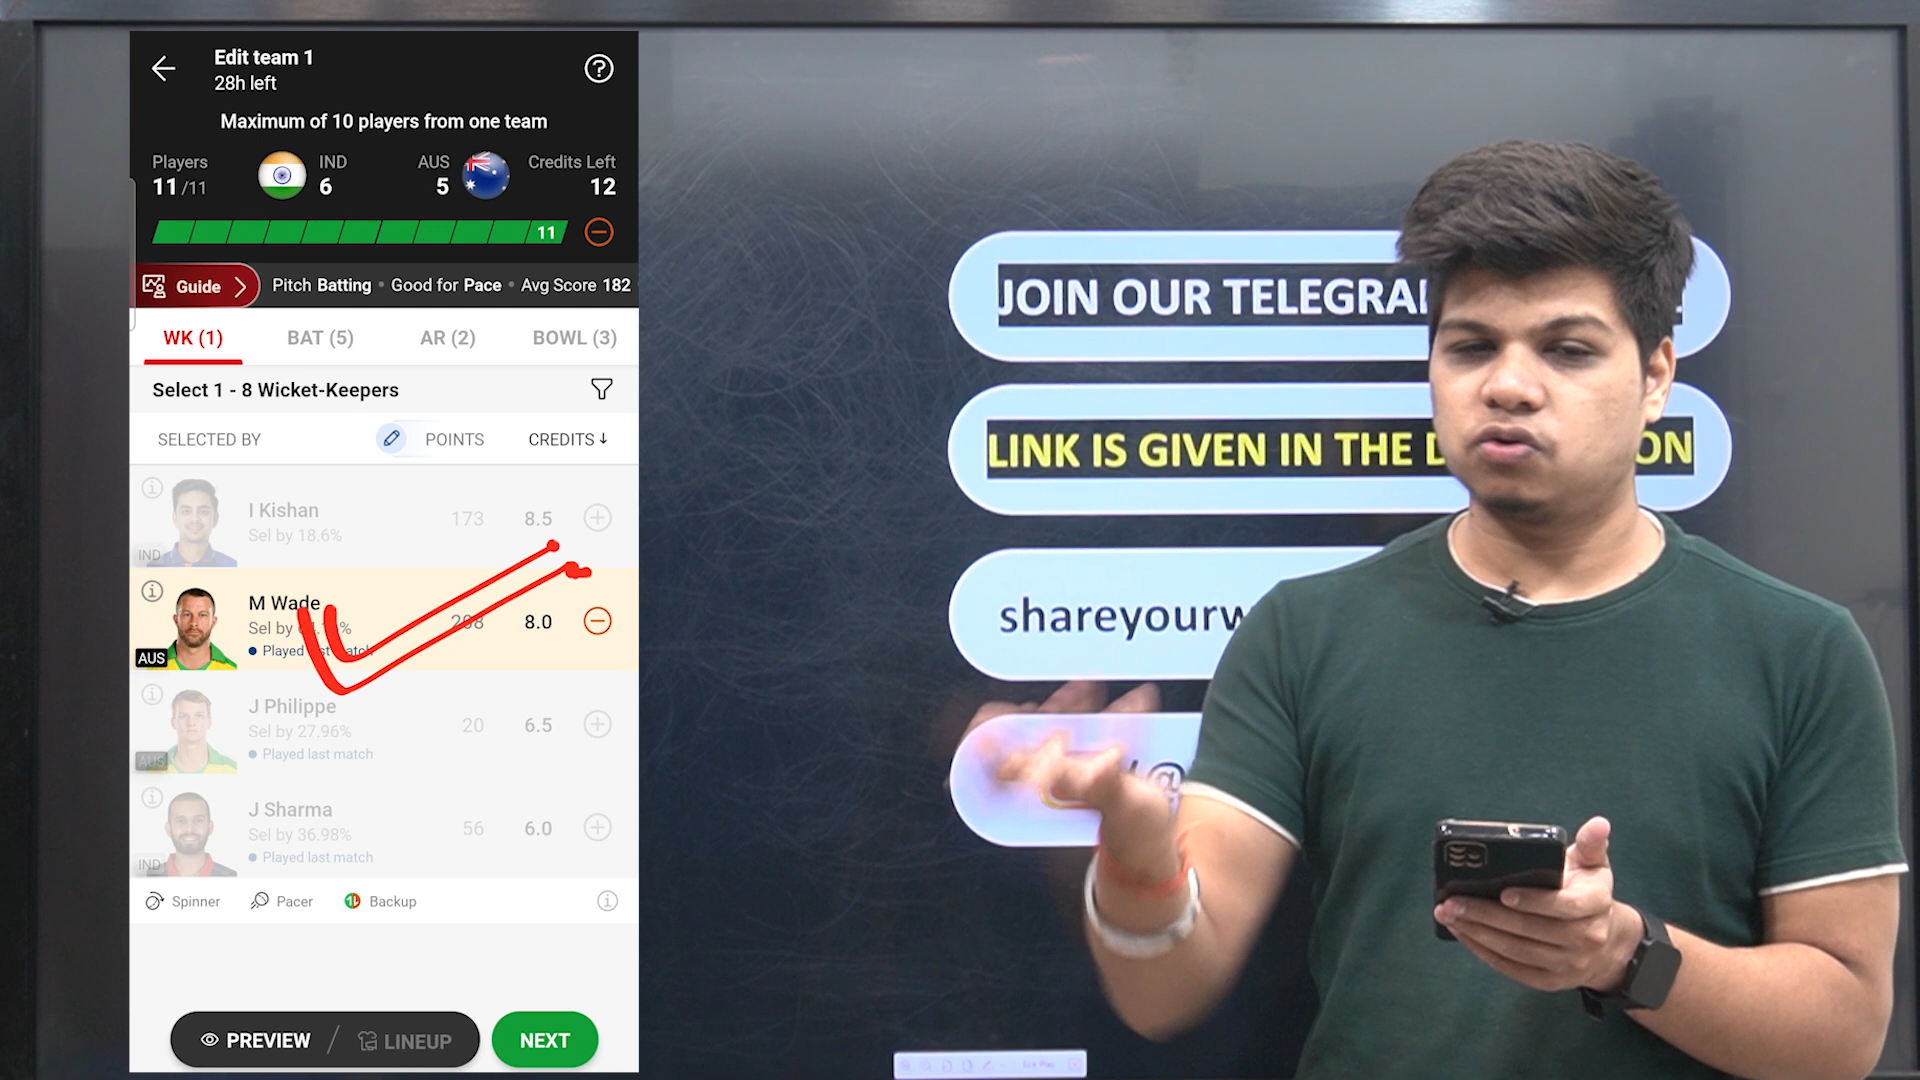 Edit team 1
28h left
Maximum of 10 players from one team
Players
11/11
IND
6
AUS
5
Credits Left
12
11
Guide
Pitch Batting • Good for Pace • Avg Score 182
WK (1) BAT (5) AR (2) BOWL (3)
Select 1 - 8 Wicket-Keepers
SELECTED BY POINTS CREDITS
I Kishan
173 8.5
Sel by 18.6%
IND
M Wade
8.0
Sel by
Played
AUS
J Philippe
20 6.5
Sel by 27.96%
Played last match
AUS
J Sharma
56 6.0
Sel by 36.98%
Played last match
IND
Spinner Pacer Backup
PREVIEW / LINEUP
NEXT
JOIN OUR
LINK IS GIVEN IN THE